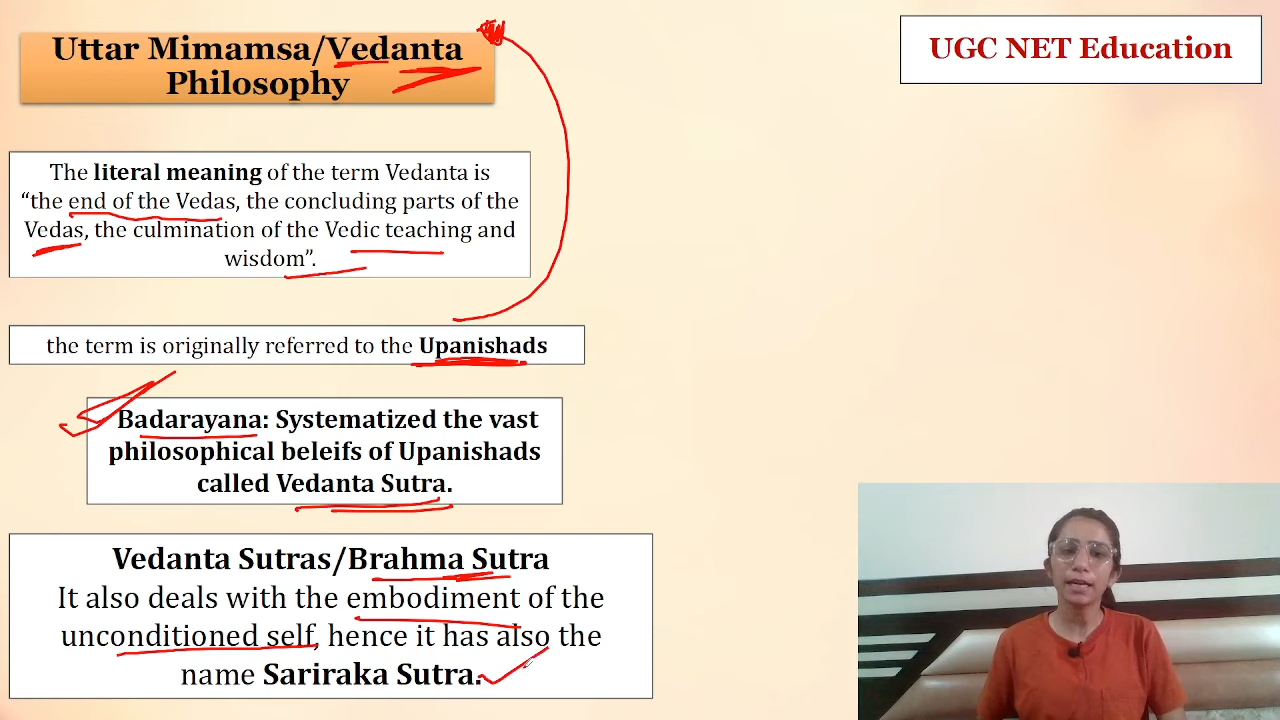 Uttar Mimamsa/Vedanta
Philosophy
UGC NET Education
The literal meaning of the term Vedanta is
“the end of the Vedas, the concluding parts of the
Vedas, the culmination of the Vedic teaching and
wisdom”.
the term is originally referred to the Upanishads
Badarayana: Systematized the vast
philosophical beleifs of Upanishads
called Vedanta Sutra.
Vedanta Sutras/Brahma Sutra
It also deals with the embodiment of the
unconditioned self, hence it has also the
name Sariraka Sutra.